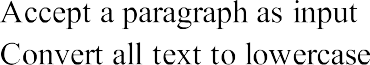 Accept a paragraph as input
Convert all text to lowercase